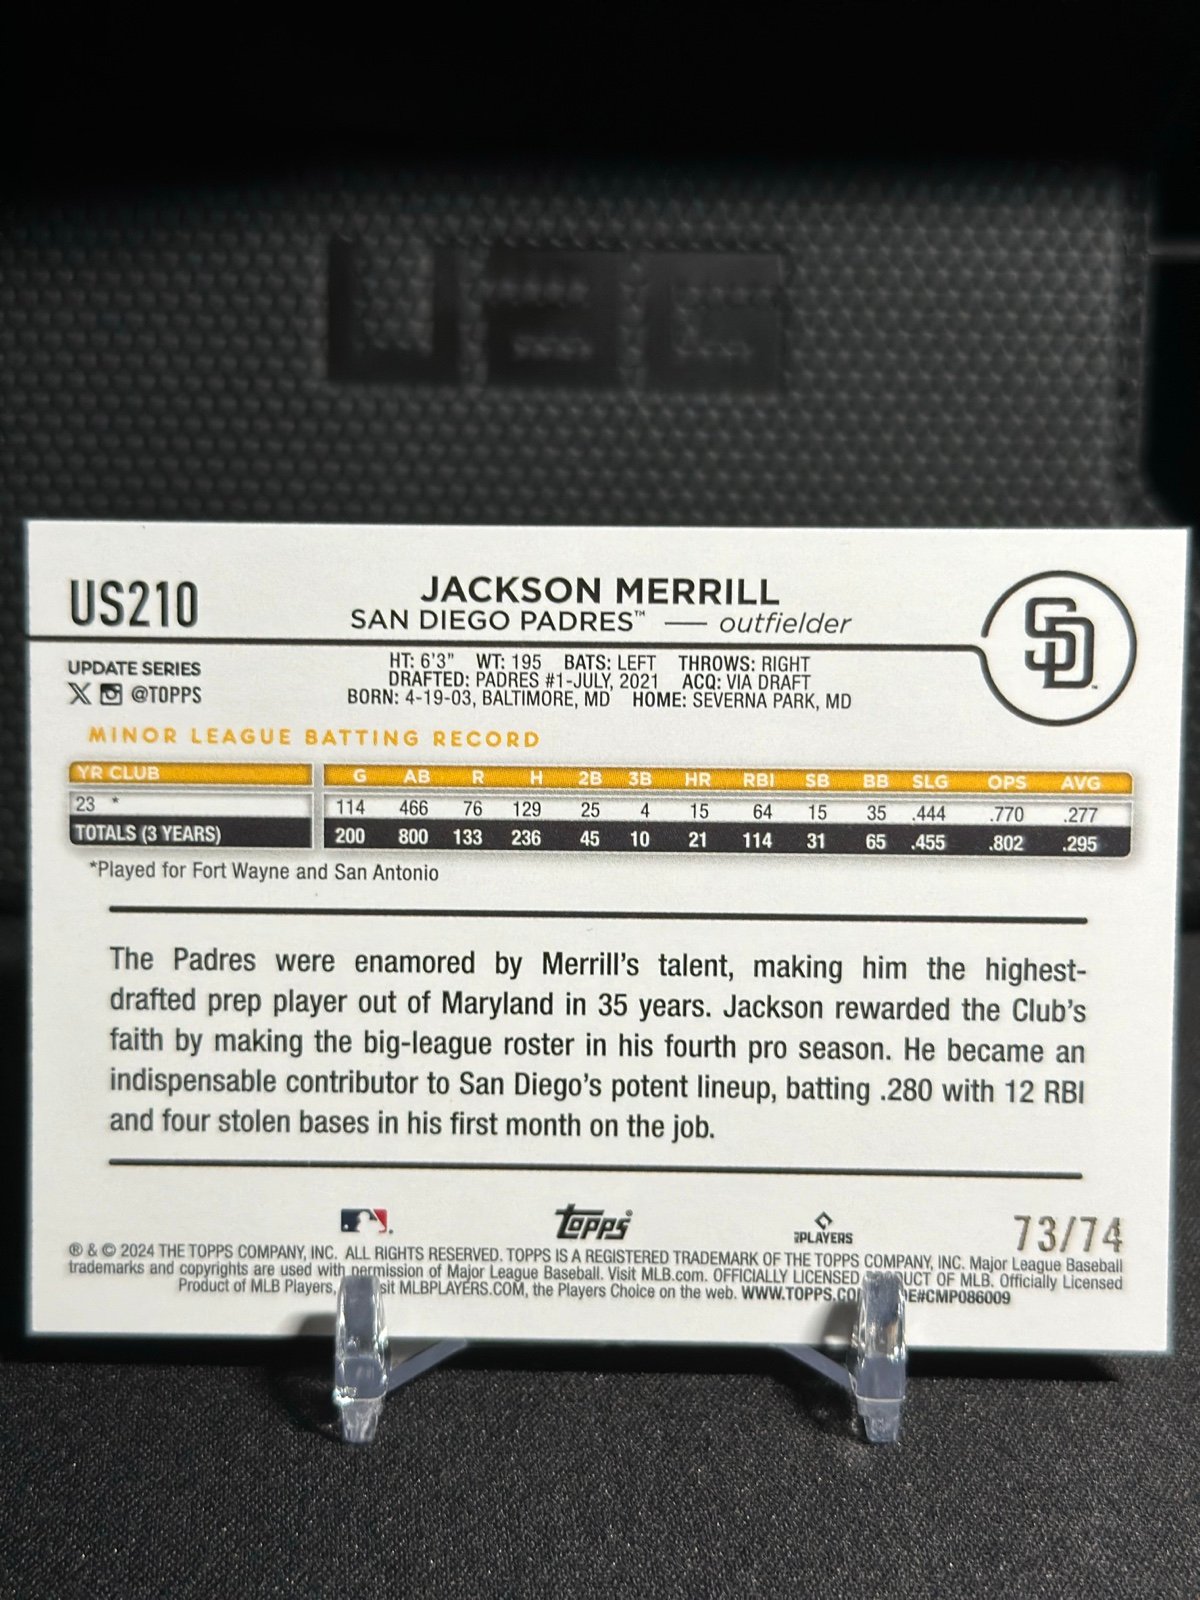 US210
JACKSON MERRILL
SAN DIEGO PADRES™ — outfielder
SD
UPDATE SERIES
@TOPPS
HT: 6'3" WT: 195 BATS: LEFT THROWS: RIGHT
DRAFTED: PADRES #1-JULY, 2021 ACQ: VIA DRAFT
BORN: 4-19-03, BALTIMORE, MD HOME: SEVERNA PARK, MD
MINOR LEAGUE BATTING RECORD
YR CLUB G AB R H 2B 3B HR RBI SB BB SLG OPS AVG
23 * 114 466 76 129 25 4 15 64 15 35 .444 .770 .277
TOTALS (3 YEARS) 200 800 133 236 45 10 21 114 31 65 .455 .802 .295
*Played for Fort Wayne and San Antonio
The Padres were enamored by Merrill's talent, making him the highest-
drafted prep player out of Maryland in 35 years. Jackson rewarded the Club's
faith by making the big-league roster in his fourth pro season. He became an
indispensable contributor to San Diego's potent lineup, batting .280 with 12 RBI
and four stolen bases in his first month on the job.
topps
PLAYERS
73/74
® & © 2024 THE TOPPS COMPANY, INC. ALL RIGHTS RESERVED. TOPPS IS A REGISTERED TRADEMARK OF THE TOPPS COMPANY, INC. Major League Baseball
trademarks and copyrights are used with permission of Major League Baseball. Visit MLB.com. OFFICIALLY LICENSED PRODUCT OF MLB. Officially Licensed
Product of MLB Players, MLBPLAYERS.COM, the Players Choice on the web. WWW.TOPPS.CO E#CMP086009